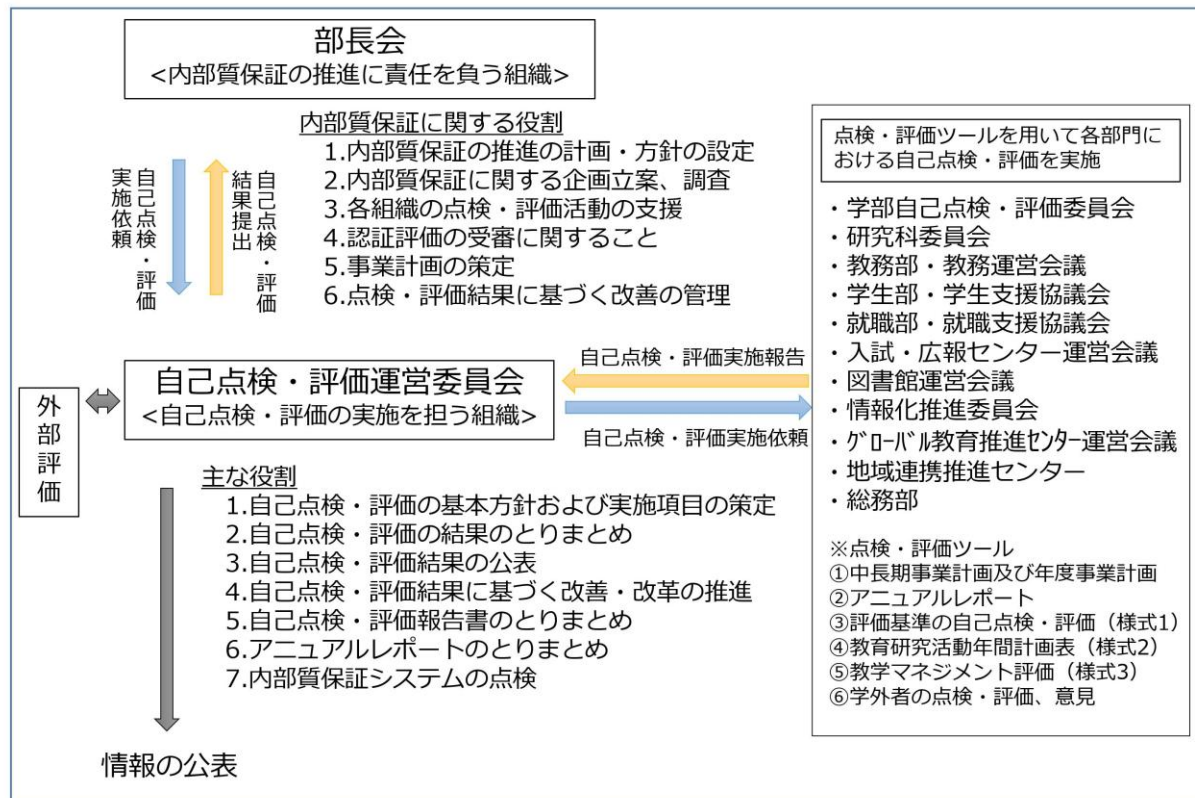 部長会
<内部質保証の推進に責任を負う組織>
内部質保証に関する役割
1.内部質保証の推進の計画・方針の設定
2.内部質保証に関する企画立案、調査
3.各組織の点検・評価活動の支援
4.認証評価の受審に関すること
5.事業計画の策定
6.点検・評価結果に基づく改善の管理
自己点検・評価
実施依頼
自己点検・評価
結果提出
自己点検・評価運営委員会
<自己点検・評価の実施を担う組織>
外部評価
自己点検・評価実施報告
自己点検・評価実施依頼
主な役割
1.自己点検・評価の基本方針および実施項目の策定
2.自己点検・評価の結果のとりまとめ
3.自己点検・評価結果の公表
4.自己点検・評価結果に基づく改善・改革の推進
5.自己点検・評価報告書のとりまとめ
6.アニュアルレポートのとりまとめ
7.内部質保証システムの点検
情報の公表
点検・評価ツールを用いて各部門に
おける自己点検・評価を実施
・学部自己点検・評価委員会
・研究科委員会
・教務部・教務運営会議
・学生部・学生支援協議会
・就職部・就職支援協議会
・入試・広報センター運営会議
・図書館運営会議
・情報化推進委員会
・ｸﾞﾛｰﾊﾞﾙ教育推進ｾﾝﾀｰ運営会議
・地域連携推進センター
・総務部
※点検・評価ツール
①中長期事業計画及び年度事業計画
②アニュアルレポート
③評価基準の自己点検・評価（様式1）
④教育研究活動年間計画表（様式2）
⑤教学マネジメント評価（様式3）
⑥学外者の点検・評価、意見